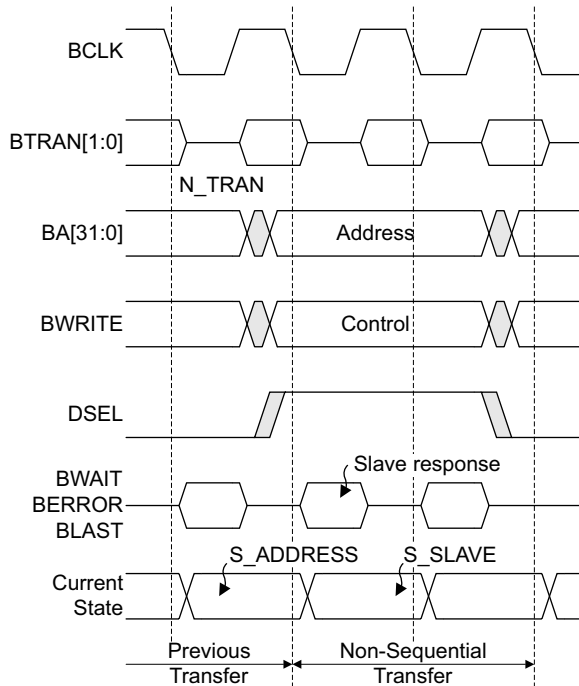 BCLK
BTRAN[1:0]
N_TRAN
BA[31:0]
Address
BWRITE
Control
DSEL
Slave response
BWAIT
BERROR
BLAST
S_ADDRESS
S_SLAVE
Current
State
Previous
Transfer
Non-Sequential
Transfer